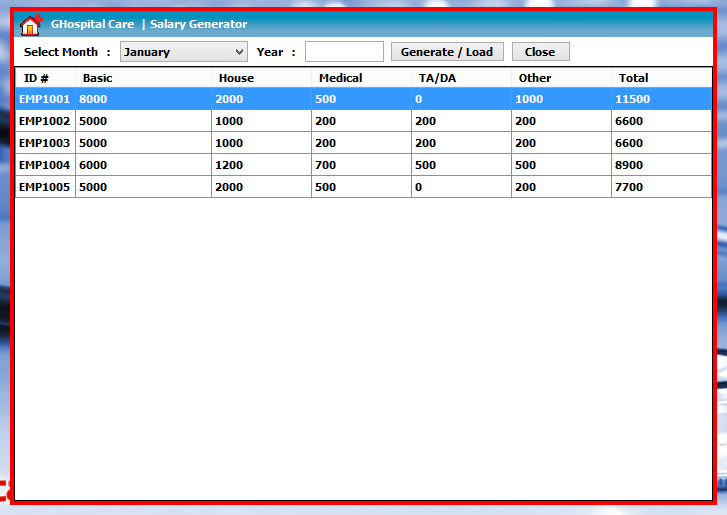 GHospital Care | Salary Generator
Select Month : January Year : Generate / Load Close
ID # Basic House Medical TA/DA Other Total
EMP1001 8000 2000 500 0 1000 11500
EMP1002 5000 1000 200 200 200 6600
EMP1003 5000 1000 200 200 200 6600
EMP1004 6000 1200 700 500 500 8900
EMP1005 5000 2000 500 0 200 7700